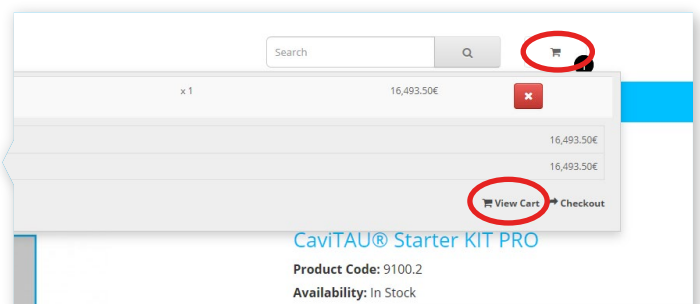 Search
x 1 16,493.50€
16,493.50€
16,493.50€
View Cart Checkout
CaviTAU® Starter KIT PRO
Product Code: 9100.2
Availability: In Stock